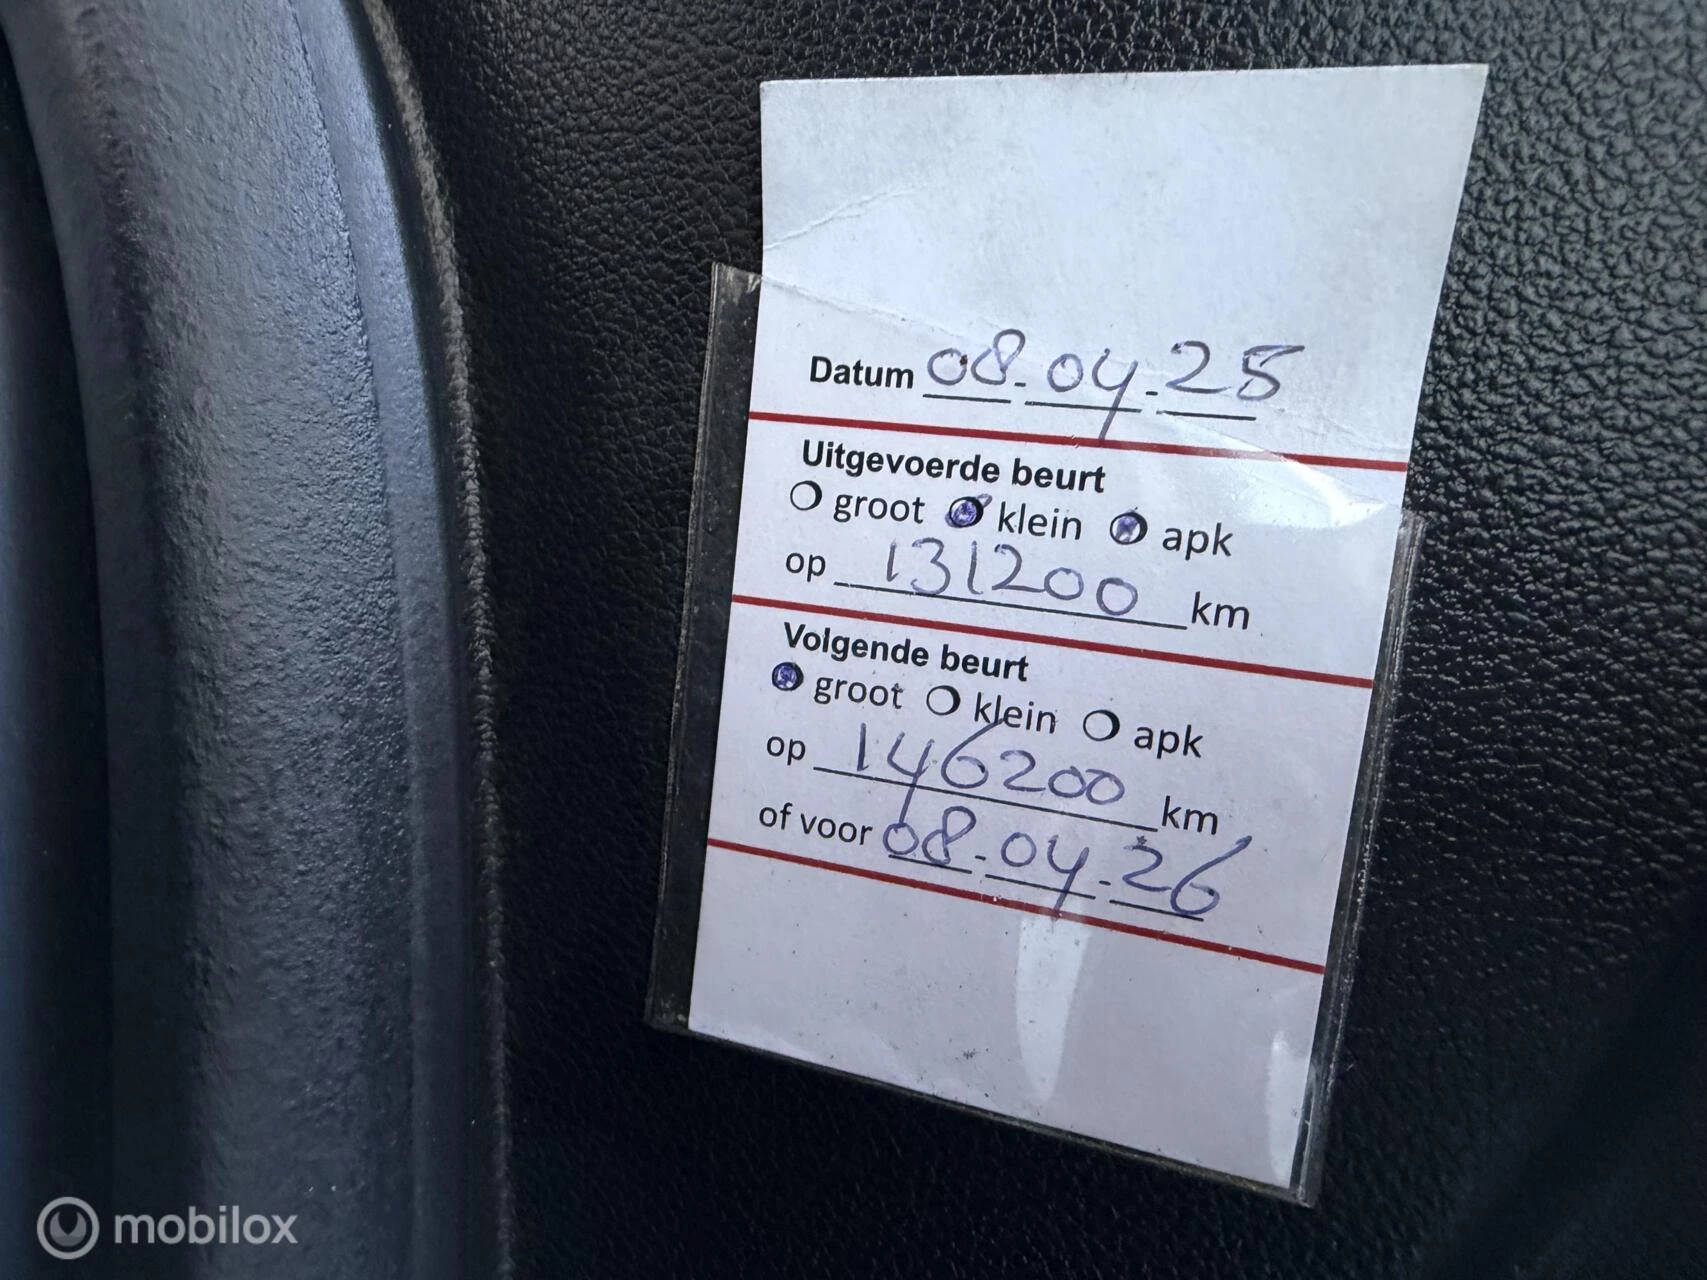 Datum 08-04-25
Uitgevoerde beurt
groot klein apk
op 131200 km
Volgende beurt
groot klein apk
op 146200 km
of voor 08-04-26
mobilox